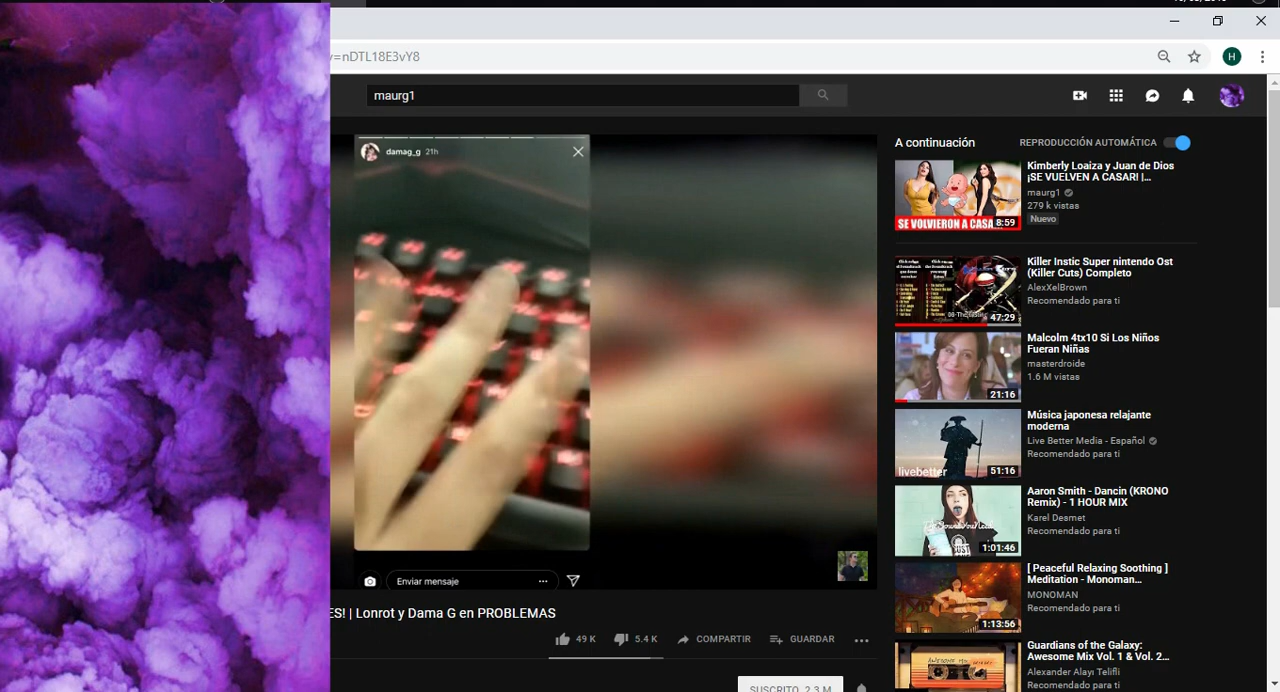 v=nDTL18E3vY8
maurg1
damag_g 21h
Enviar mensaje
ES! | Lonrot y Dama G en PROBLEMAS
49 K
5.4 K
COMPARTIR
GUARDAR
SUSCRITO 2.3 M
A continuación
REPRODUCCIÓN AUTOMÁTICA
SE VOLVIERON A CASA
8:59
Kimberly Loaiza y Juan de Dios
¡SE VUELVEN A CASAR! |...
maurg1
279 k vistas
Nuevo
47:29
Killer Instic Super nintendo Ost
(Killer Cuts) Completo
AlexXelBrown
Recomendado para ti
21:16
Malcolm 4tx10 Si Los Niños
Fueran Niñas
masterdroide
1.6 M vistas
livebetter
51:16
Música japonesa relajante
moderna
Live Better Media - Español
Recomendado para ti
1:01:46
Aaron Smith - Dancin (KRONO
Remix) - 1 HOUR MIX
Karel Desmet
Recomendado para ti
1:13:56
[ Peaceful Relaxing Soothing ]
Meditation - Monoman...
MONOMAN
Recomendado para ti
Guardians of the Galaxy:
Awesome Mix Vol. 1 & Vol. 2...
Alexander Alayı Telifli
Recomendado para ti
H